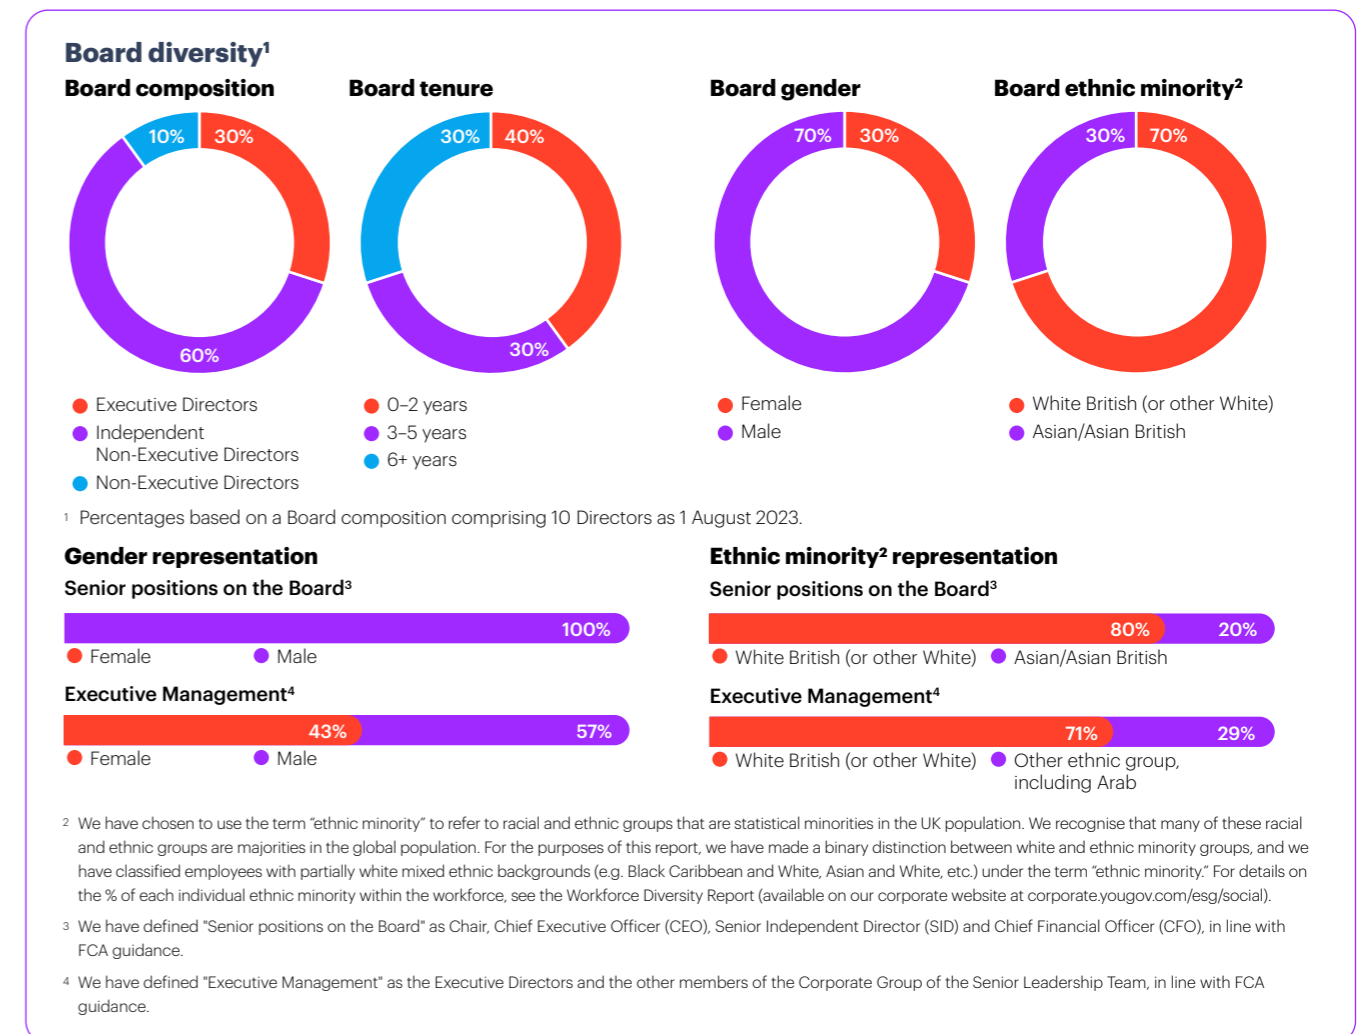 Board diversity¹
Board composition
Board tenure
Board gender
Board ethnic minority²
10% 30%
60%
30% 40%
30%
70% 30%
30% 70%
Executive Directors
Independent
Non-Executive Directors
Non-Executive Directors
0–2 years
3–5 years
6+ years
Female
Male
White British (or other White)
Asian/Asian British
1 Percentages based on a Board composition comprising 10 Directors as 1 August 2023.
Gender representation
Senior positions on the Board³
100%
Female Male
Executive Management⁴
43% 57%
Female Male
Ethnic minority² representation
Senior positions on the Board³
80% 20%
White British (or other White) Asian/Asian British
Executive Management⁴
71% 29%
White British (or other White) Other ethnic group,
including Arab
2 We have chosen to use the term “ethnic minority” to refer to racial and ethnic groups that are statistical minorities in the UK population. We recognise that many of these racial
and ethnic groups are majorities in the global population. For the purposes of this report, we have made a binary distinction between white and ethnic minority groups, and we
have classified employees with partially white mixed ethnic backgrounds (e.g. Black Caribbean and White, Asian and White, etc.) under the term “ethnic minority.” For details on
the % of each individual ethnic minority within the workforce, see the Workforce Diversity Report (available on our corporate website at corporate.yougov.com/esg/social).
3 We have defined "Senior positions on the Board" as Chair, Chief Executive Officer (CEO), Senior Independent Director (SID) and Chief Financial Officer (CFO), in line with
FCA guidance.
4 We have defined "Executive Management" as the Executive Directors and the other members of the Corporate Group of the Senior Leadership Team, in line with FCA
guidance.